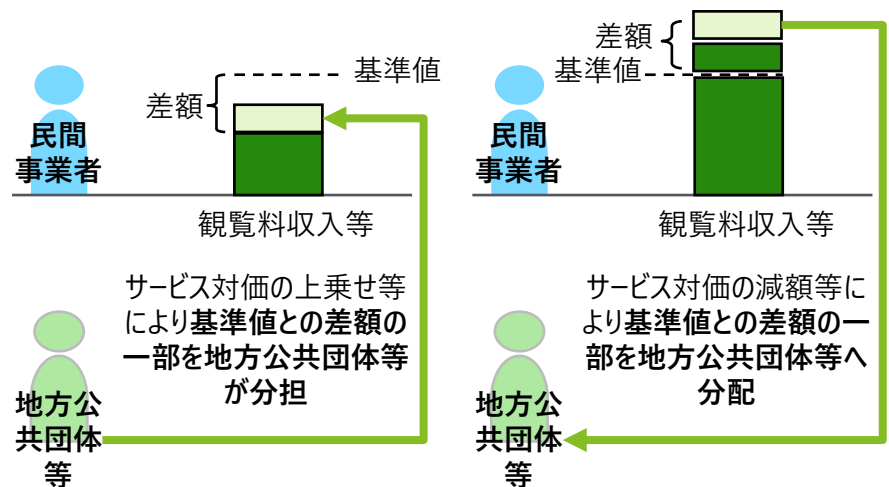 基準値
差額
民間
事業者
観覧料収入等
サービス対価の上乗せ等
により基準値との差額の
一部を地方公共団体等
が分担
地方公
共団体
等
差額
基準値
民間
事業者
観覧料収入等
サービス対価の減額等に
より基準値との差額の一
部を地方公共団体等へ
分配
地方公
共団体
等